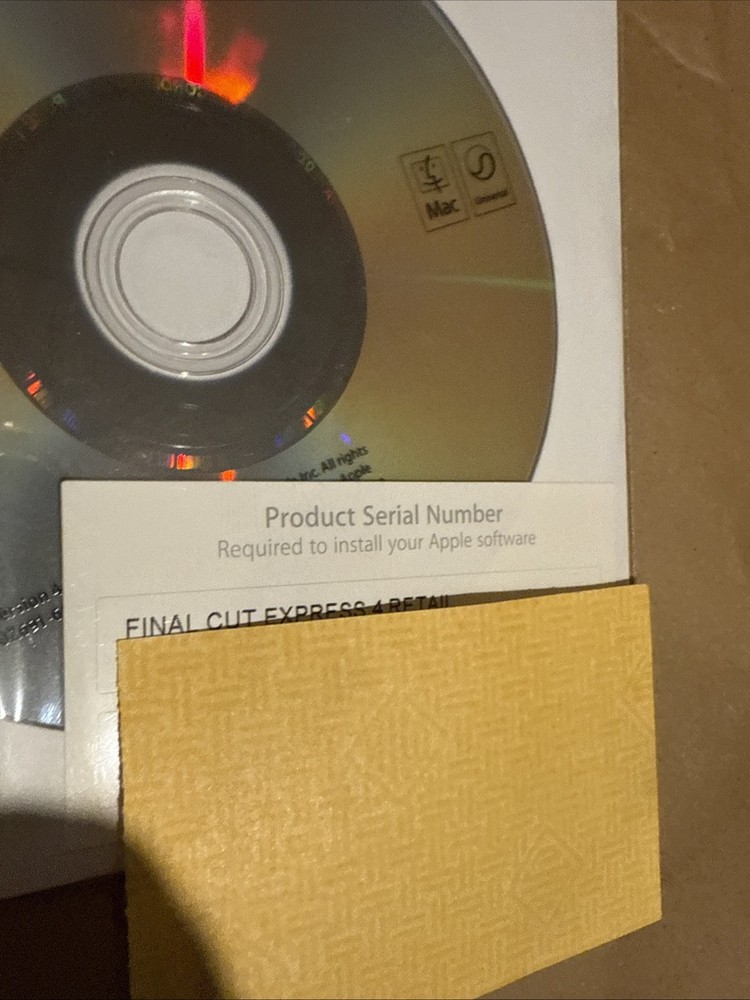 Mac
Universal
Inc. All rights
Apple
Product Serial Number
Required to install your Apple software
FINAL CUT EXPRESS 4 RETAIL